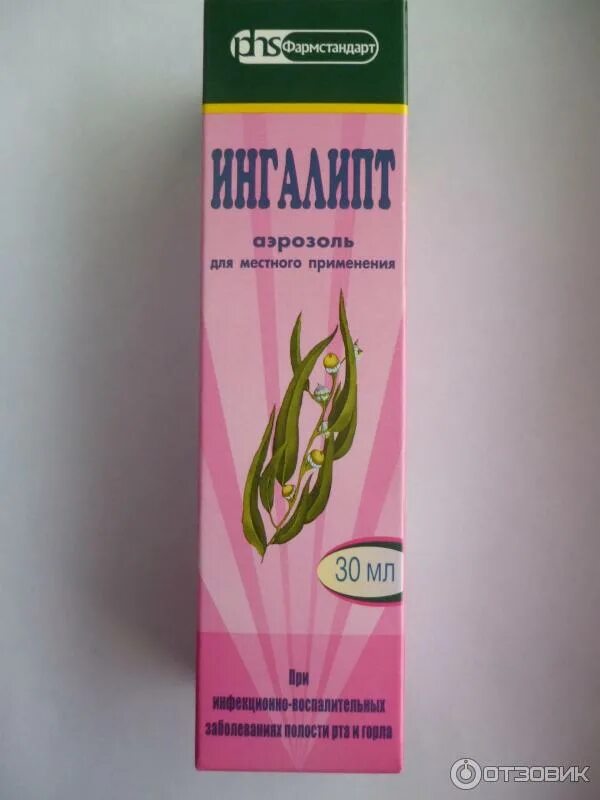 phs Фармстандарт
ИНГАЛИПТ
аэрозоль
для местного применения
30 мл
При
инфекционно-воспалительных
заболеваниях полости рта и горла
ОТЗОВИК